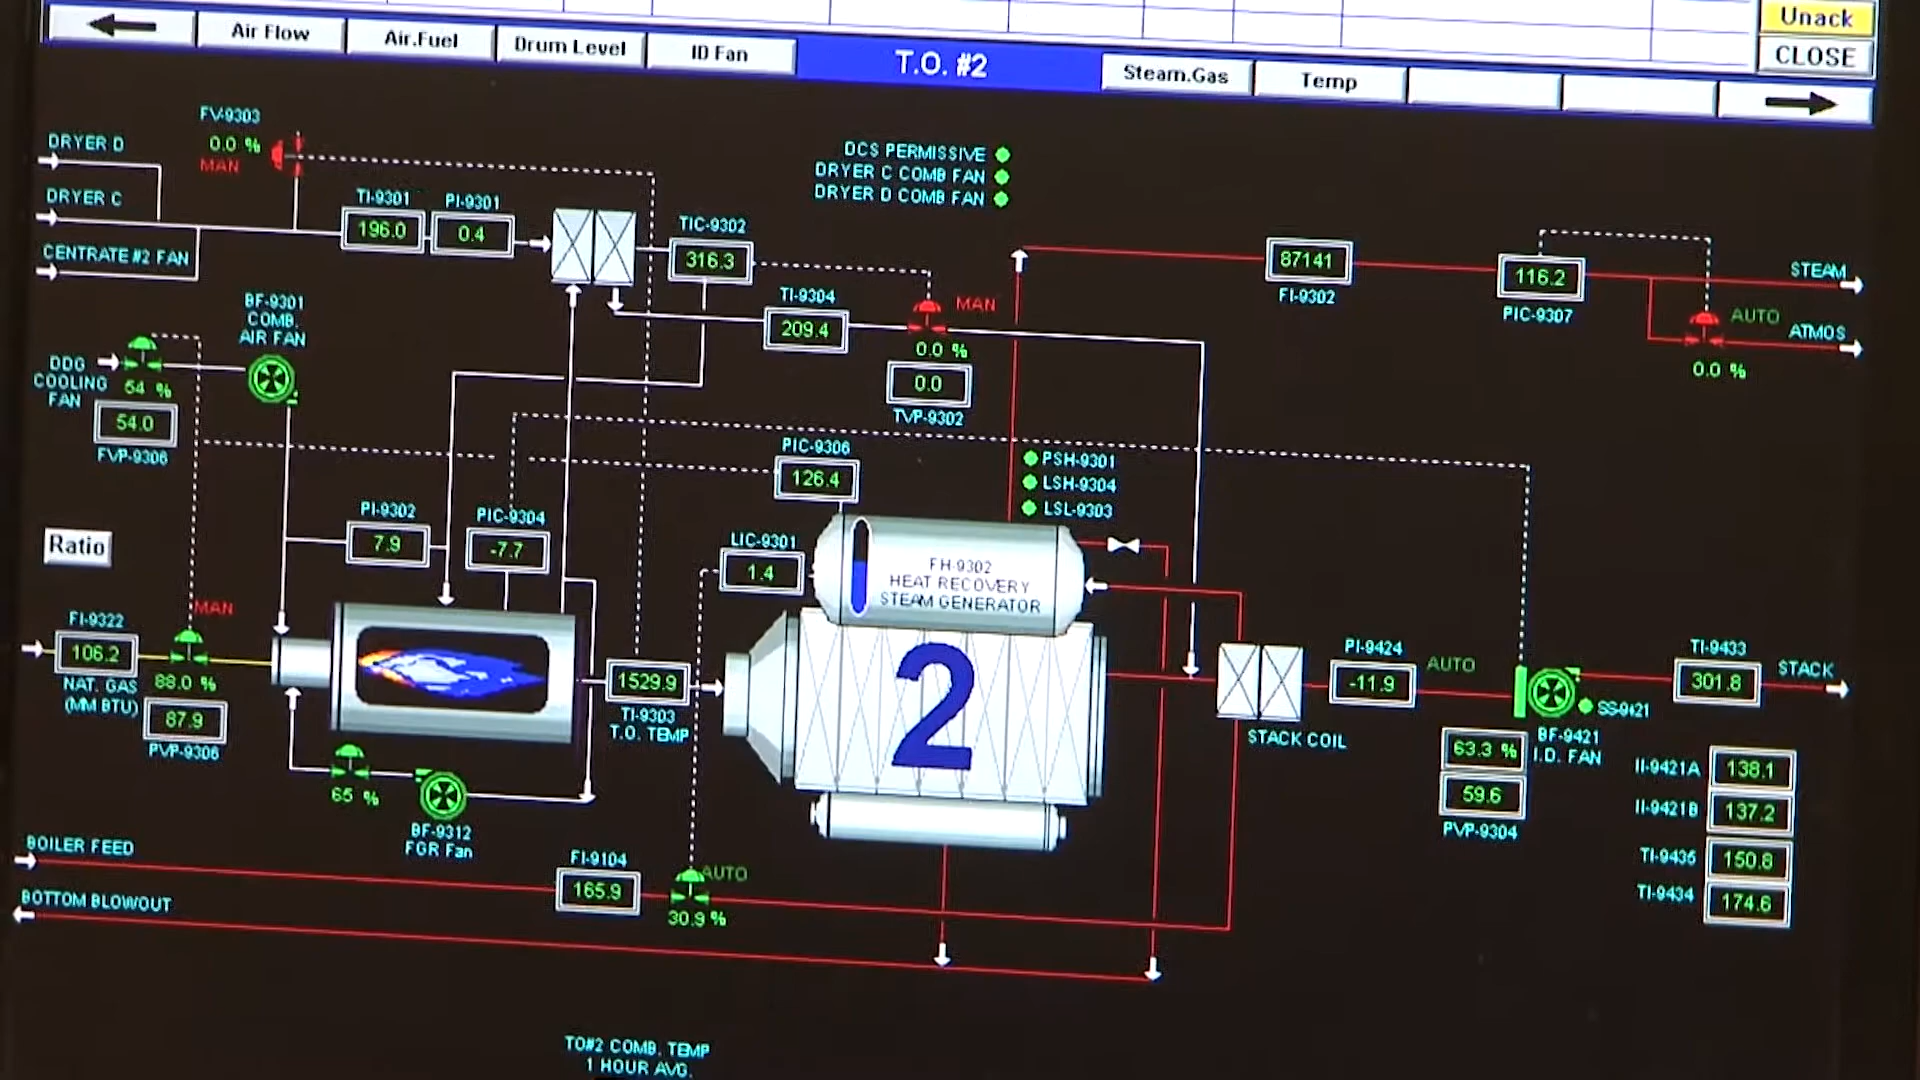 Unack
CLOSE
Air Flow
Air.Fuel
Drum Level
ID Fan
T.O. #2
Steam.Gas
Temp
FV-9303
0.0 %
MAN
DRYER D
DRYER C
CENTRATE #2 FAN
TI-9301
196.0
PI-9301
0.4
TIC-9302
316.3
DCS PERMISSIVE
DRYER C COMB FAN
DRYER D COMB FAN
87141
FI-9302
116.2
PIC-9307
STEAM
AUTO
ATMOS
0.0 %
BF-9301
COMB.
AIR FAN
TI-9304
209.4
MAN
0.0 %
0.0
TVP-9302
DDG
COOLING
FAN
54 %
54.0
FVP-9306
PIC-9306
126.4
PSH-9301
LSH-9304
LSL-9303
PI-9302
7.9
PIC-9304
-7.7
LIC-9301
1.4
FH-9302
HEAT RECOVERY
STEAM GENERATOR
2
Ratio
MAN
FI-9322
106.2
NAT. GAS
(MM BTU)
88.0 %
87.9
PVP-9306
1529.9
TI-9303
T.O. TEMP
STACK COIL
PI-9424
-11.9
AUTO
SS-9421
BF-9421
I.D. FAN
63.3 %
59.6
PVP-9304
TI-9433
301.8
STACK
II-9421A
138.1
II-9421B
137.2
TI-9435
150.8
TI-9434
174.6
65 %
BF-9312
FGR Fan
BOILER FEED
BOTTOM BLOWOUT
FI-9104
165.9
AUTO
30.9 %
TO#2 COMB. TEMP
1 HOUR AVG.